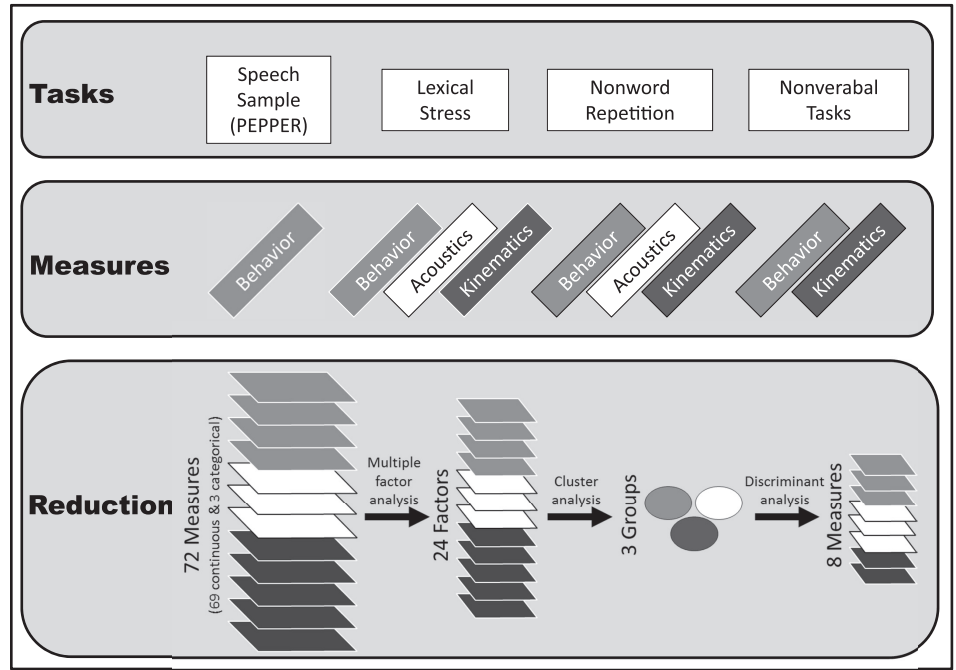 Tasks
Speech
Sample
(PEPPER)
Lexical
Stress
Nonword
Repetition
Nonverabal
Tasks
Measures
Behavior
Behavior
Acoustics
Kinematics
Behavior
Acoustics
Kinematics
Behavior
Kinematics
Reduction
72 Measures
(69 continuous & 3 categorical)
Multiple
factor
analysis
24 Factors
Cluster
analysis
3 Groups
Discriminant
analysis
8 Measures